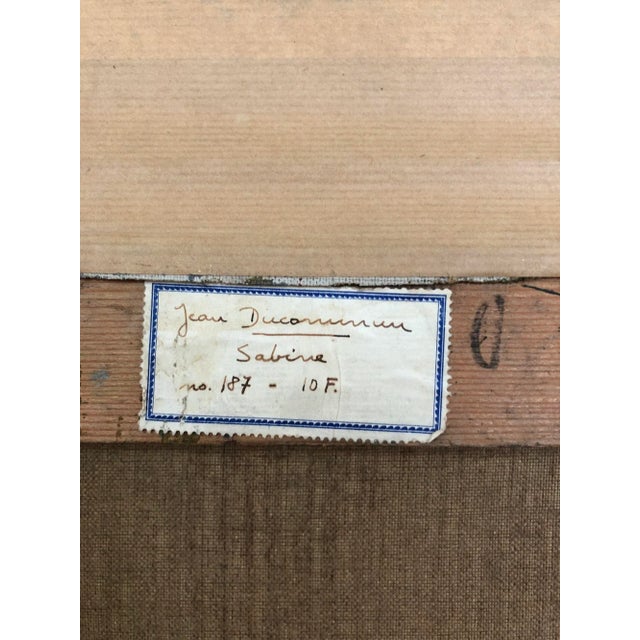 Jean Ducommun
Sabine
no. 187 - 10 F.